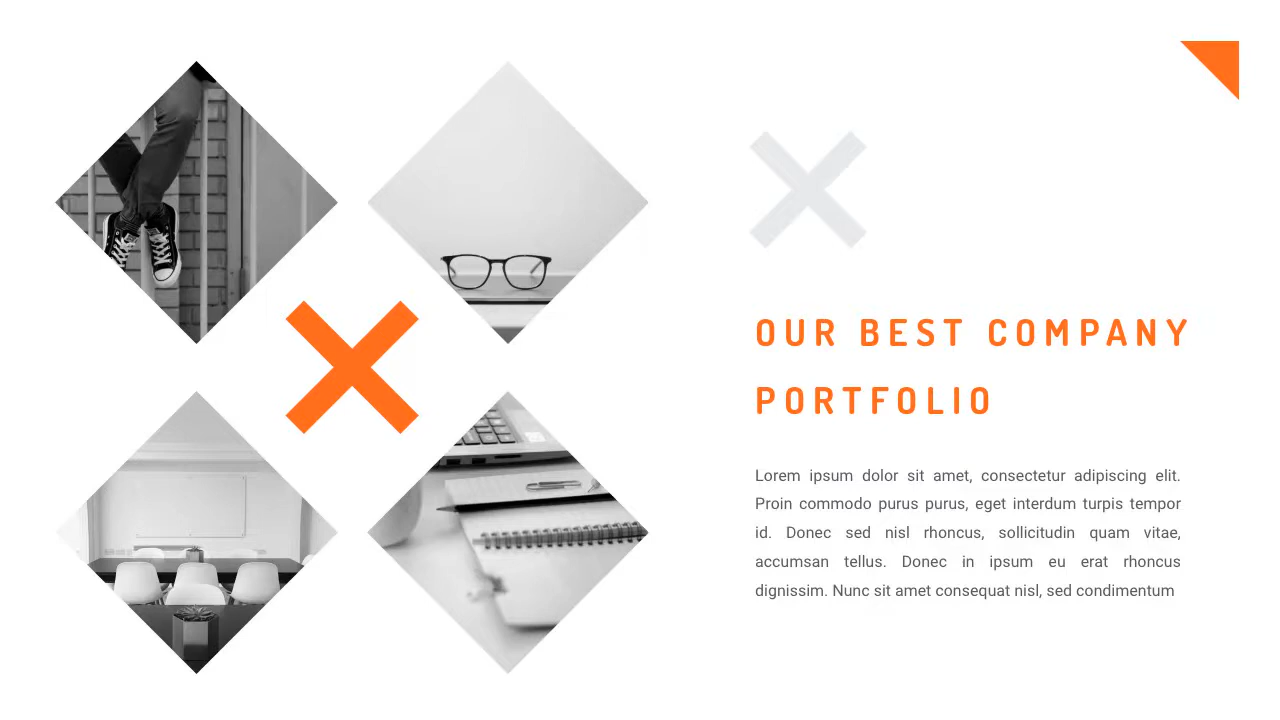 OUR BEST COMPANY
PORTFOLIO
Lorem ipsum dolor sit amet, consectetur adipiscing elit.
Proin commodo purus purus, eget interdum turpis tempor
id. Donec sed nisl rhoncus, sollicitudin quam vitae,
accumsan tellus. Donec in ipsum eu erat rhoncus
dignissim. Nunc sit amet consequat nisl, sed condimentum